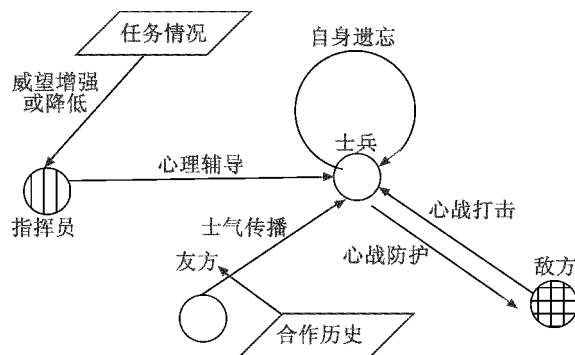 任务情况
自身遗忘
威望增强
或降低
士兵
心理辅导
指挥员
士气传播
心战打击
友方
心战防护
敌方
合作历史